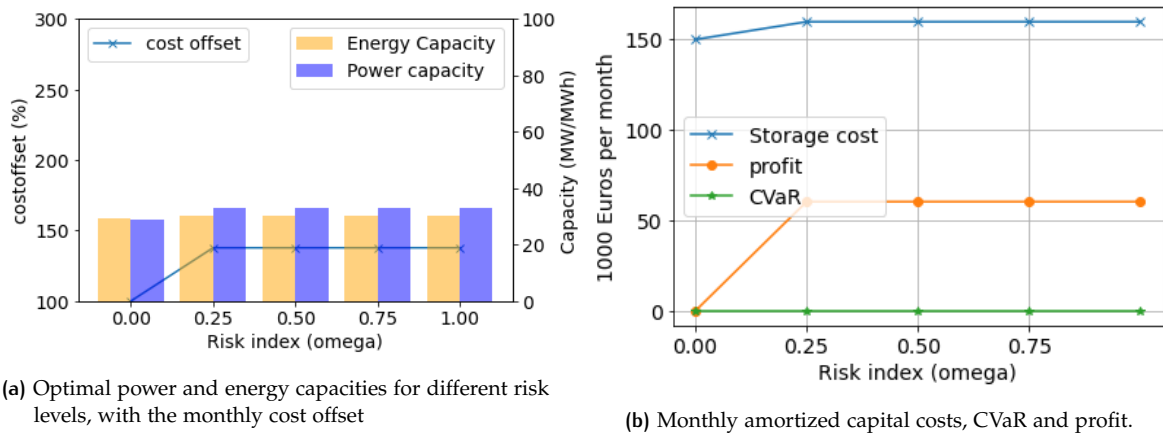 300
250
200
150
100
costoffset (%)
cost offset
Energy Capacity
Power capacity
100
80
60
40
20
0
Capacity (MW/MWh)
0.00 0.25 0.50 0.75 1.00
Risk index (omega)
(a) Optimal power and energy capacities for different risk
levels, with the monthly cost offset
150
100
50
0
1000 Euros per month
Storage cost
profit
CVaR
0.00 0.25 0.50 0.75
Risk index (omega)
(b) Monthly amortized capital costs, CVaR and profit.